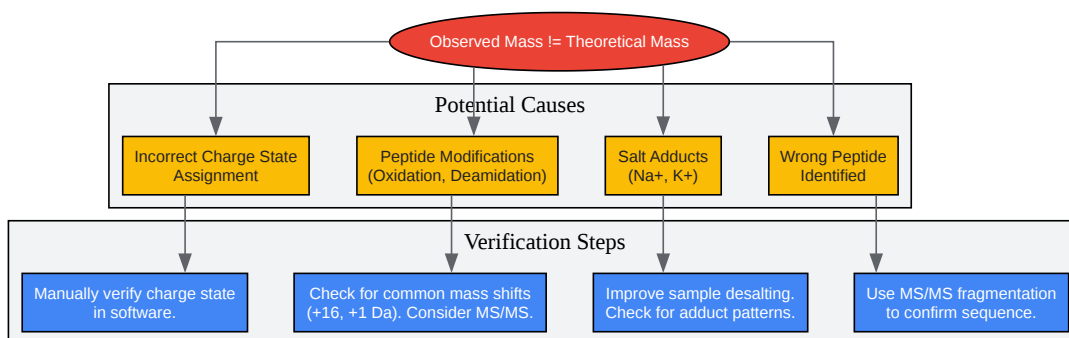 Observed Mass != Theoretical Mass
Potential Causes
Incorrect Charge State
Assignment
Peptide Modifications
(Oxidation, Deamidation)
Salt Adducts
(Na+, K+)
Wrong Peptide
Identified
Verification Steps
Manually verify charge state
in software.
Check for common mass shifts
(+16, +1 Da). Consider MS/MS.
Improve sample desalting.
Check for adduct patterns.
Use MS/MS fragmentation
to confirm sequence.